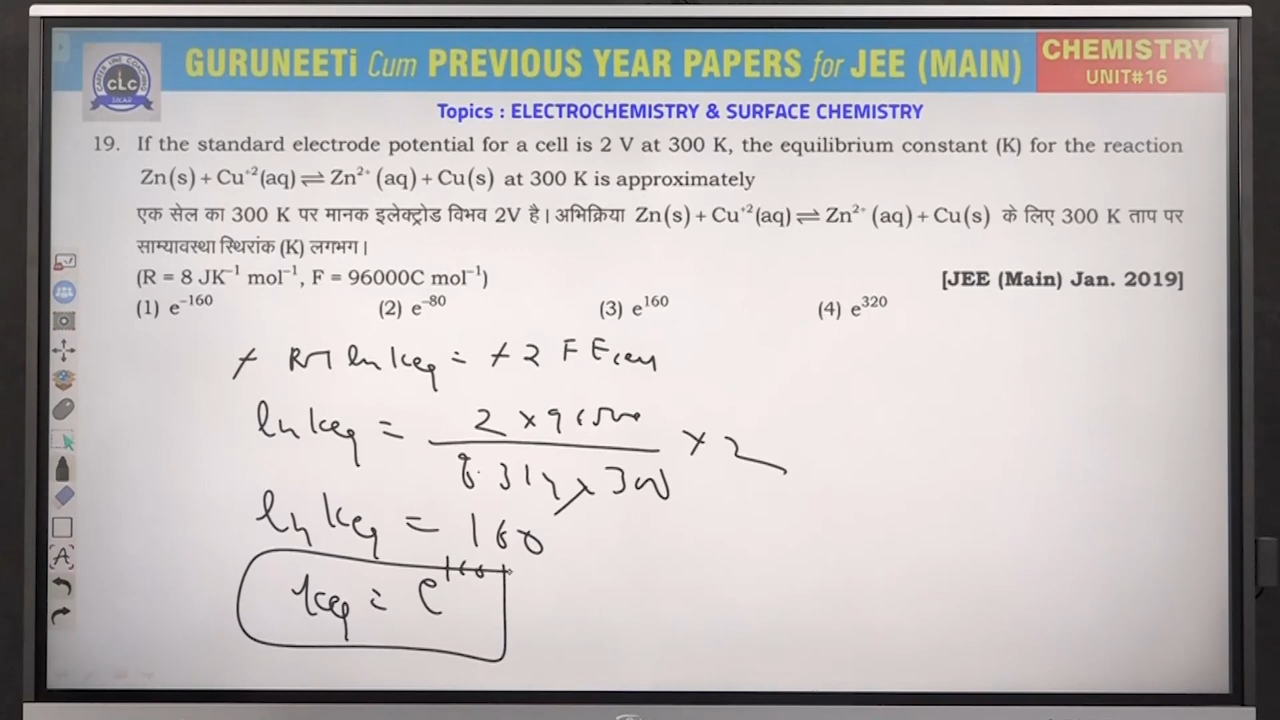 CLC
SIKAR
GURUNEETi Cum PREVIOUS YEAR PAPERS for JEE (MAIN)
CHEMISTRY
UNIT#16
Topics : ELECTROCHEMISTRY & SURFACE CHEMISTRY
19. If the standard electrode potential for a cell is 2 V at 300 K, the equilibrium constant (K) for the reaction
Zn(s) + Cu⁺²(aq) ⇌ Zn²⁺ (aq) + Cu(s) at 300 K is approximately
एक सेल का 300 K पर मानक इलेक्ट्रोड विभव 2V है। अभिक्रिया Zn(s) + Cu⁺²(aq) ⇌ Zn²⁺ (aq) + Cu(s) के लिए 300 K ताप पर
साम्यावस्था स्थिरांक (K) लगभग।
(R = 8 JK⁻¹ mol⁻¹, F = 96000C mol⁻¹) [JEE (Main) Jan. 2019]
(1) e⁻¹⁶⁰ (2) e⁻⁸⁰ (3) e¹⁶⁰ (4) e³²⁰
+ RT ln keq = + 2 F Ecell
ln keq = 2 × 96500 / 8.314 × 300 × 2
ln keq = 160
keq = e¹⁶⁰
A